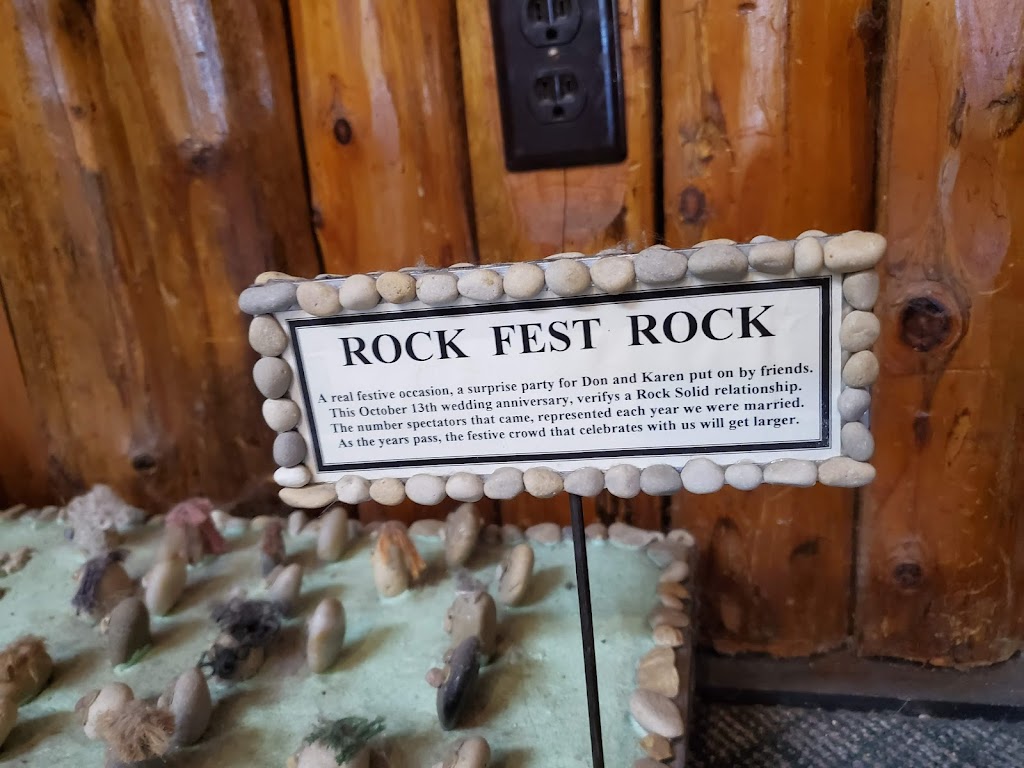 ROCK FEST ROCK
A real festive occasion, a surprise party for Don and Karen put on by friends.
This October 13th wedding anniversary, verifys a Rock Solid relationship.
The number spectators that came, represented each year we were married.
As the years pass, the festive crowd that celebrates with us will get larger.